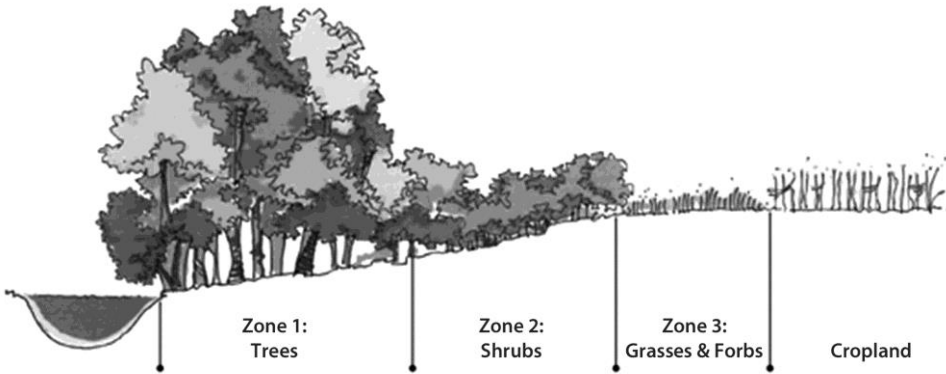 Zone 1:
Trees
Zone 2:
Shrubs
Zone 3:
Grasses & Forbs
Cropland